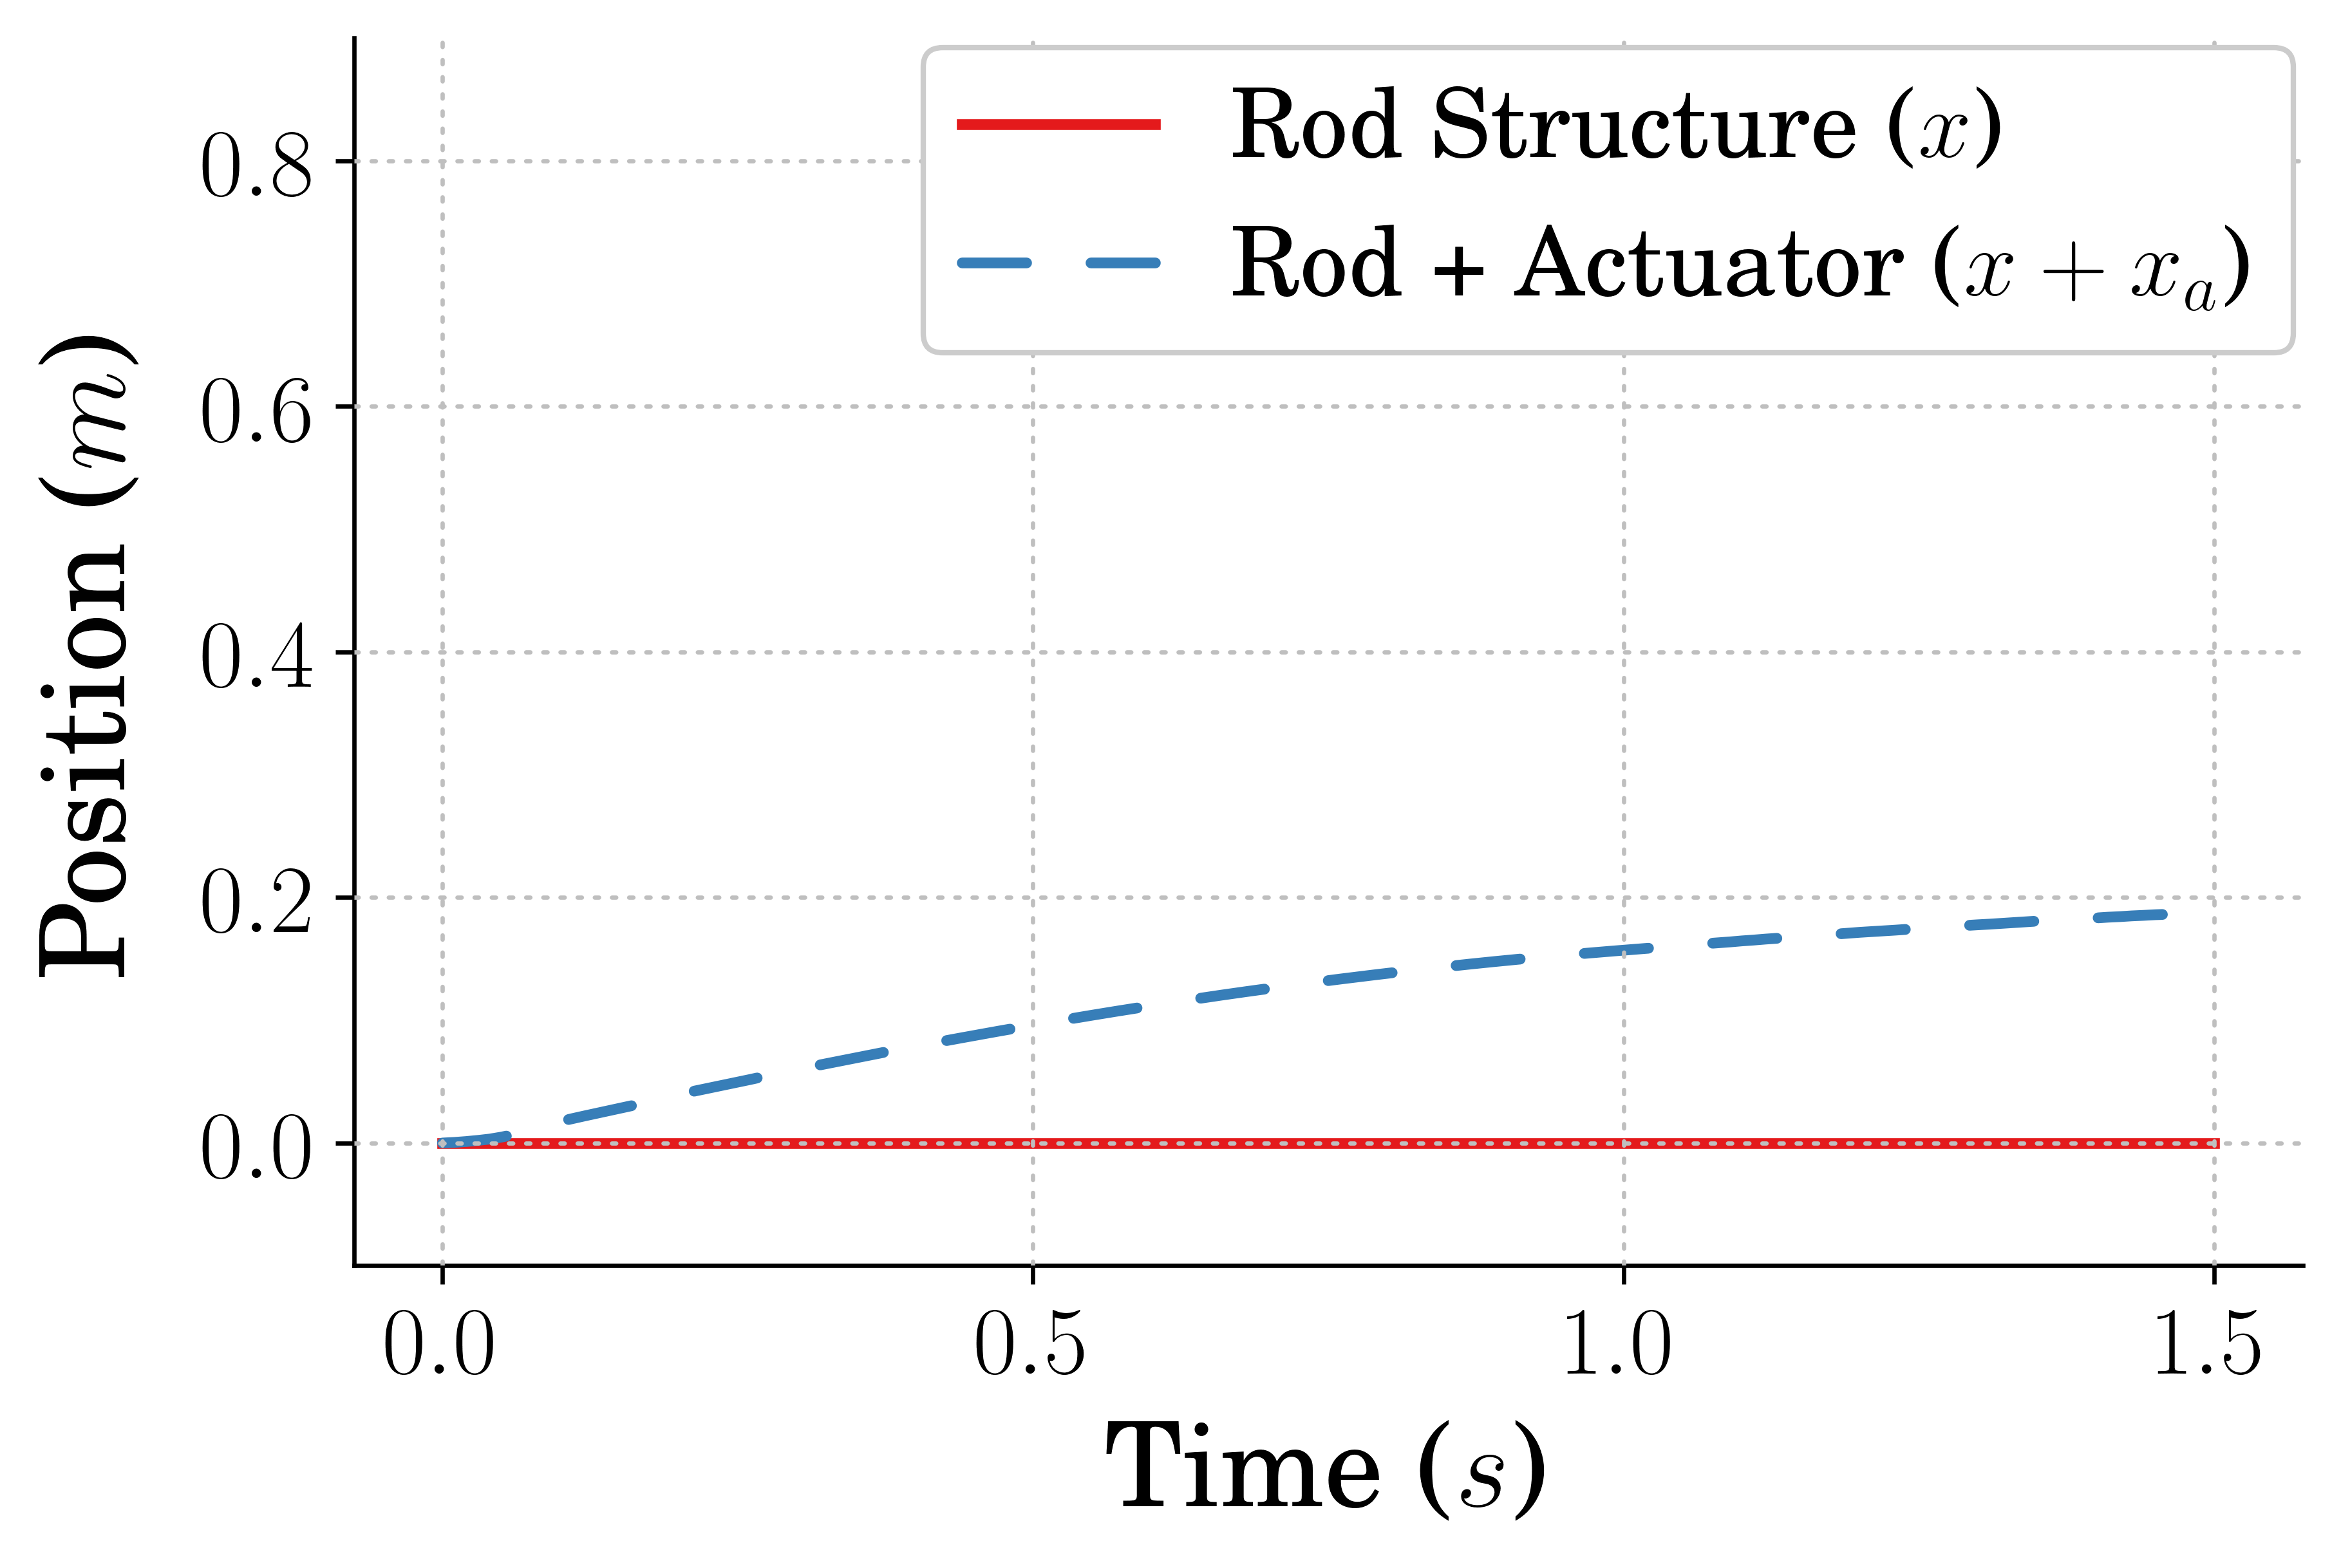 Rod Structure (x)
Rod + Actuator (x + xₐ)
Position (m)
0.8
0.6
0.4
0.2
0.0
0.0 0.5 1.0 1.5
Time (s)